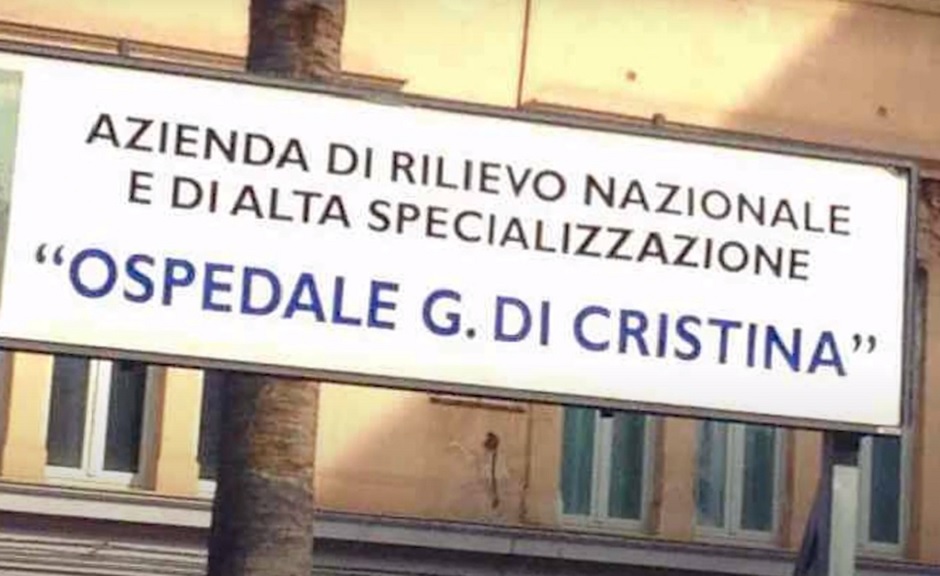 AZIENDA DI RILIEVO NAZIONALE
E DI ALTA SPECIALIZZAZIONE
“OSPEDALE G. DI CRISTINA”